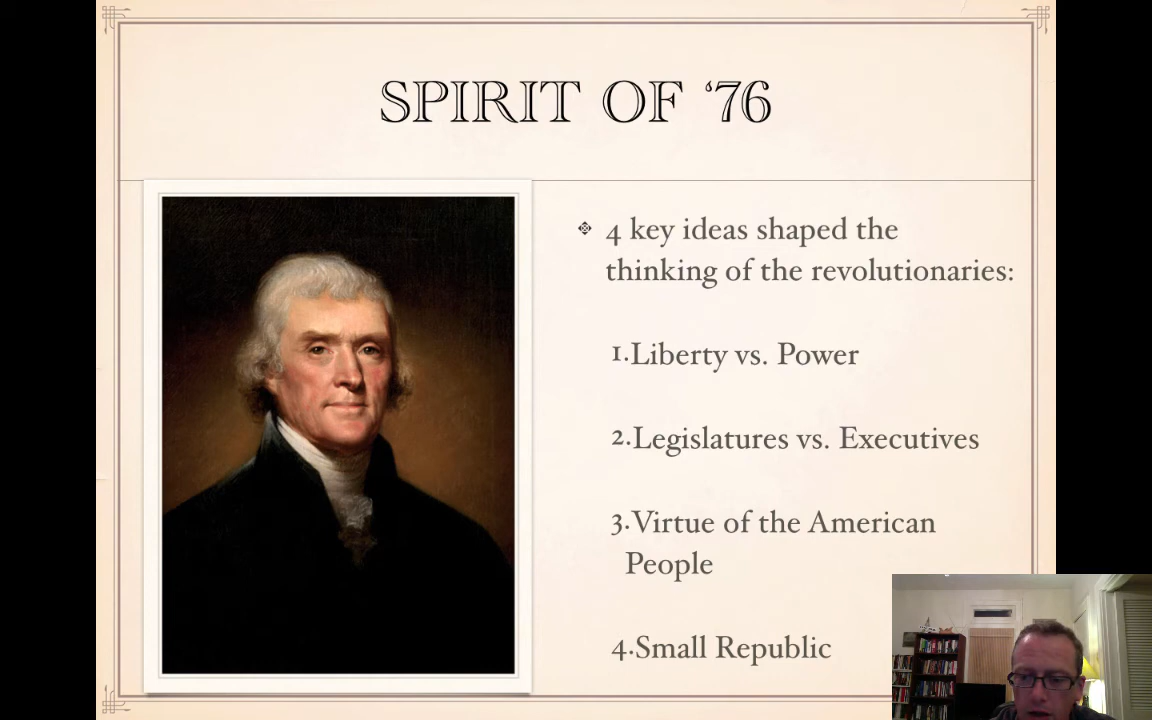 SPIRIT OF ‘76
4 key ideas shaped the
thinking of the revolutionaries:
1.Liberty vs. Power
2.Legislatures vs. Executives
3.Virtue of the American
People
4.Small Republic